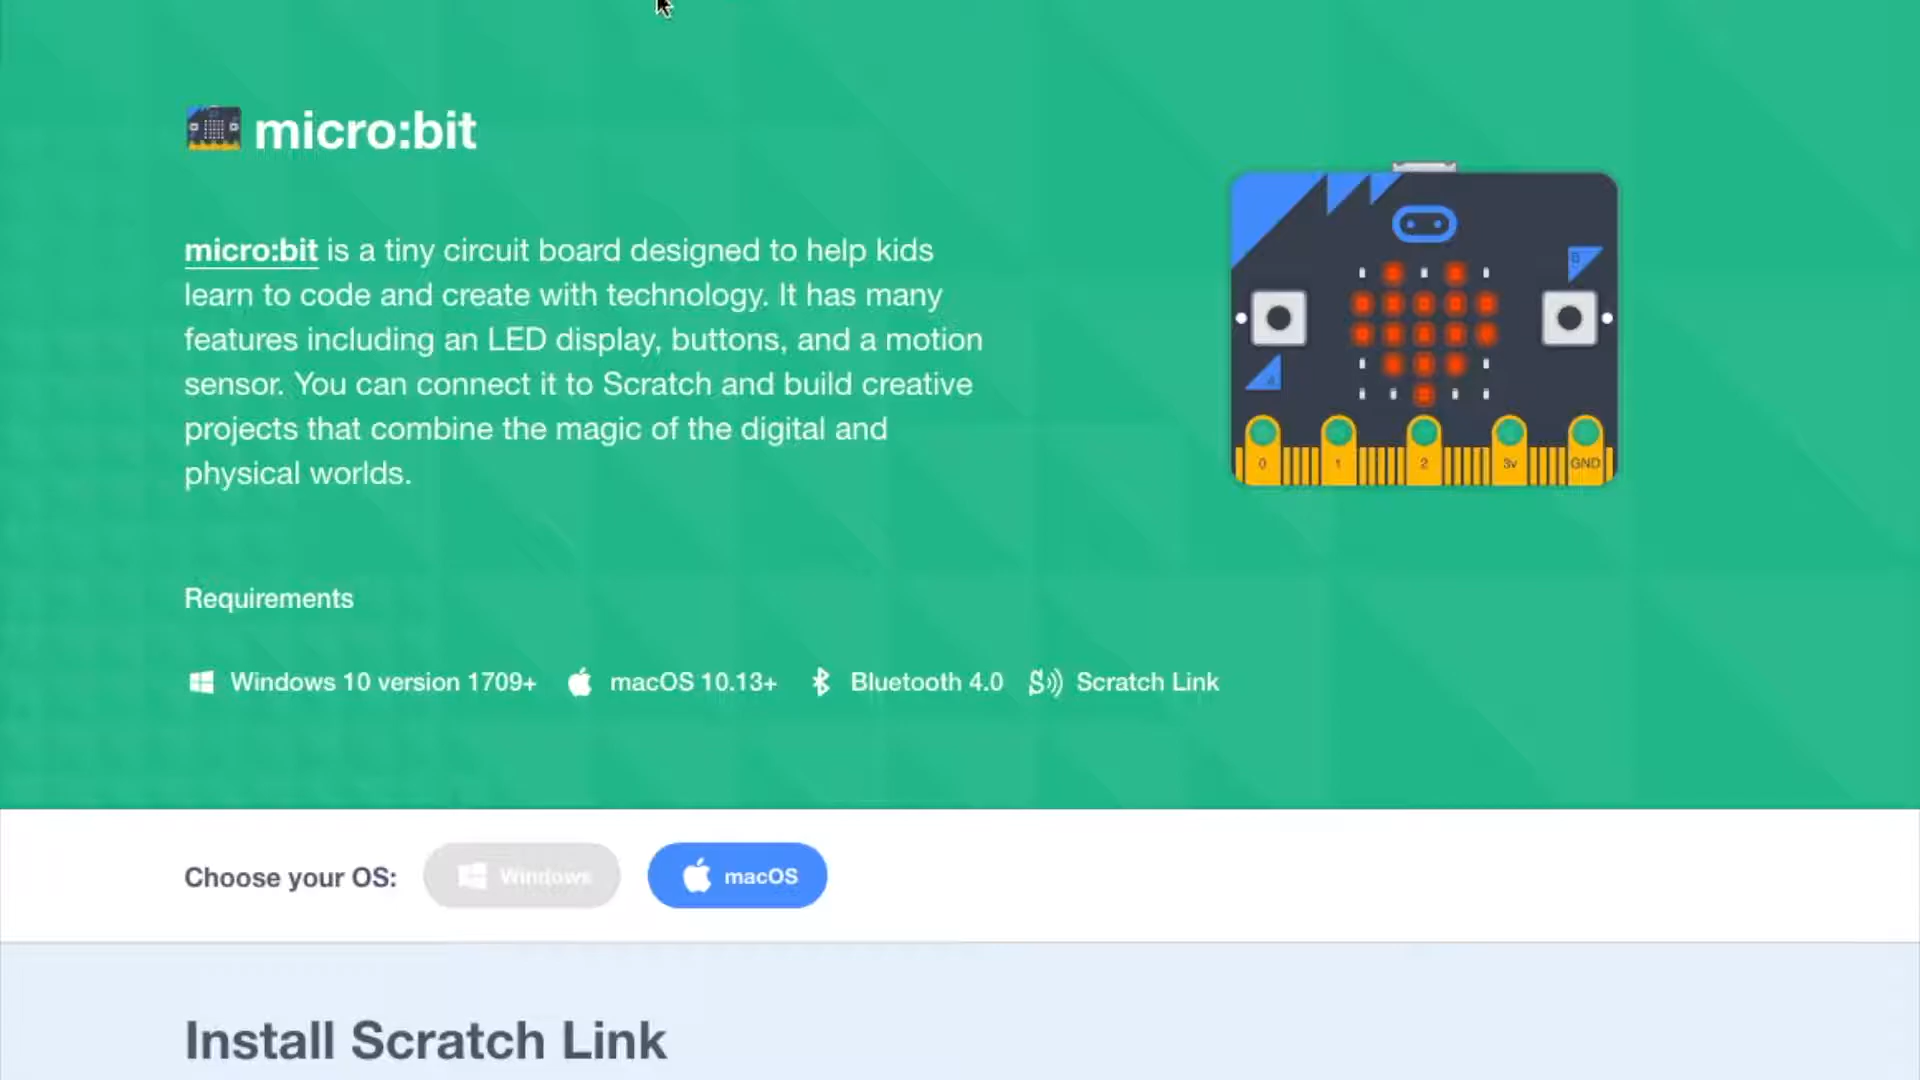 micro:bit
micro:bit is a tiny circuit board designed to help kids
learn to code and create with technology. It has many
features including an LED display, buttons, and a motion
sensor. You can connect it to Scratch and build creative
projects that combine the magic of the digital and
physical worlds.
B
A
0 1 2 3v GND
Requirements
Windows 10 version 1709+ macOS 10.13+ Bluetooth 4.0 Scratch Link
Choose your OS: Windows macOS
Install Scratch Link